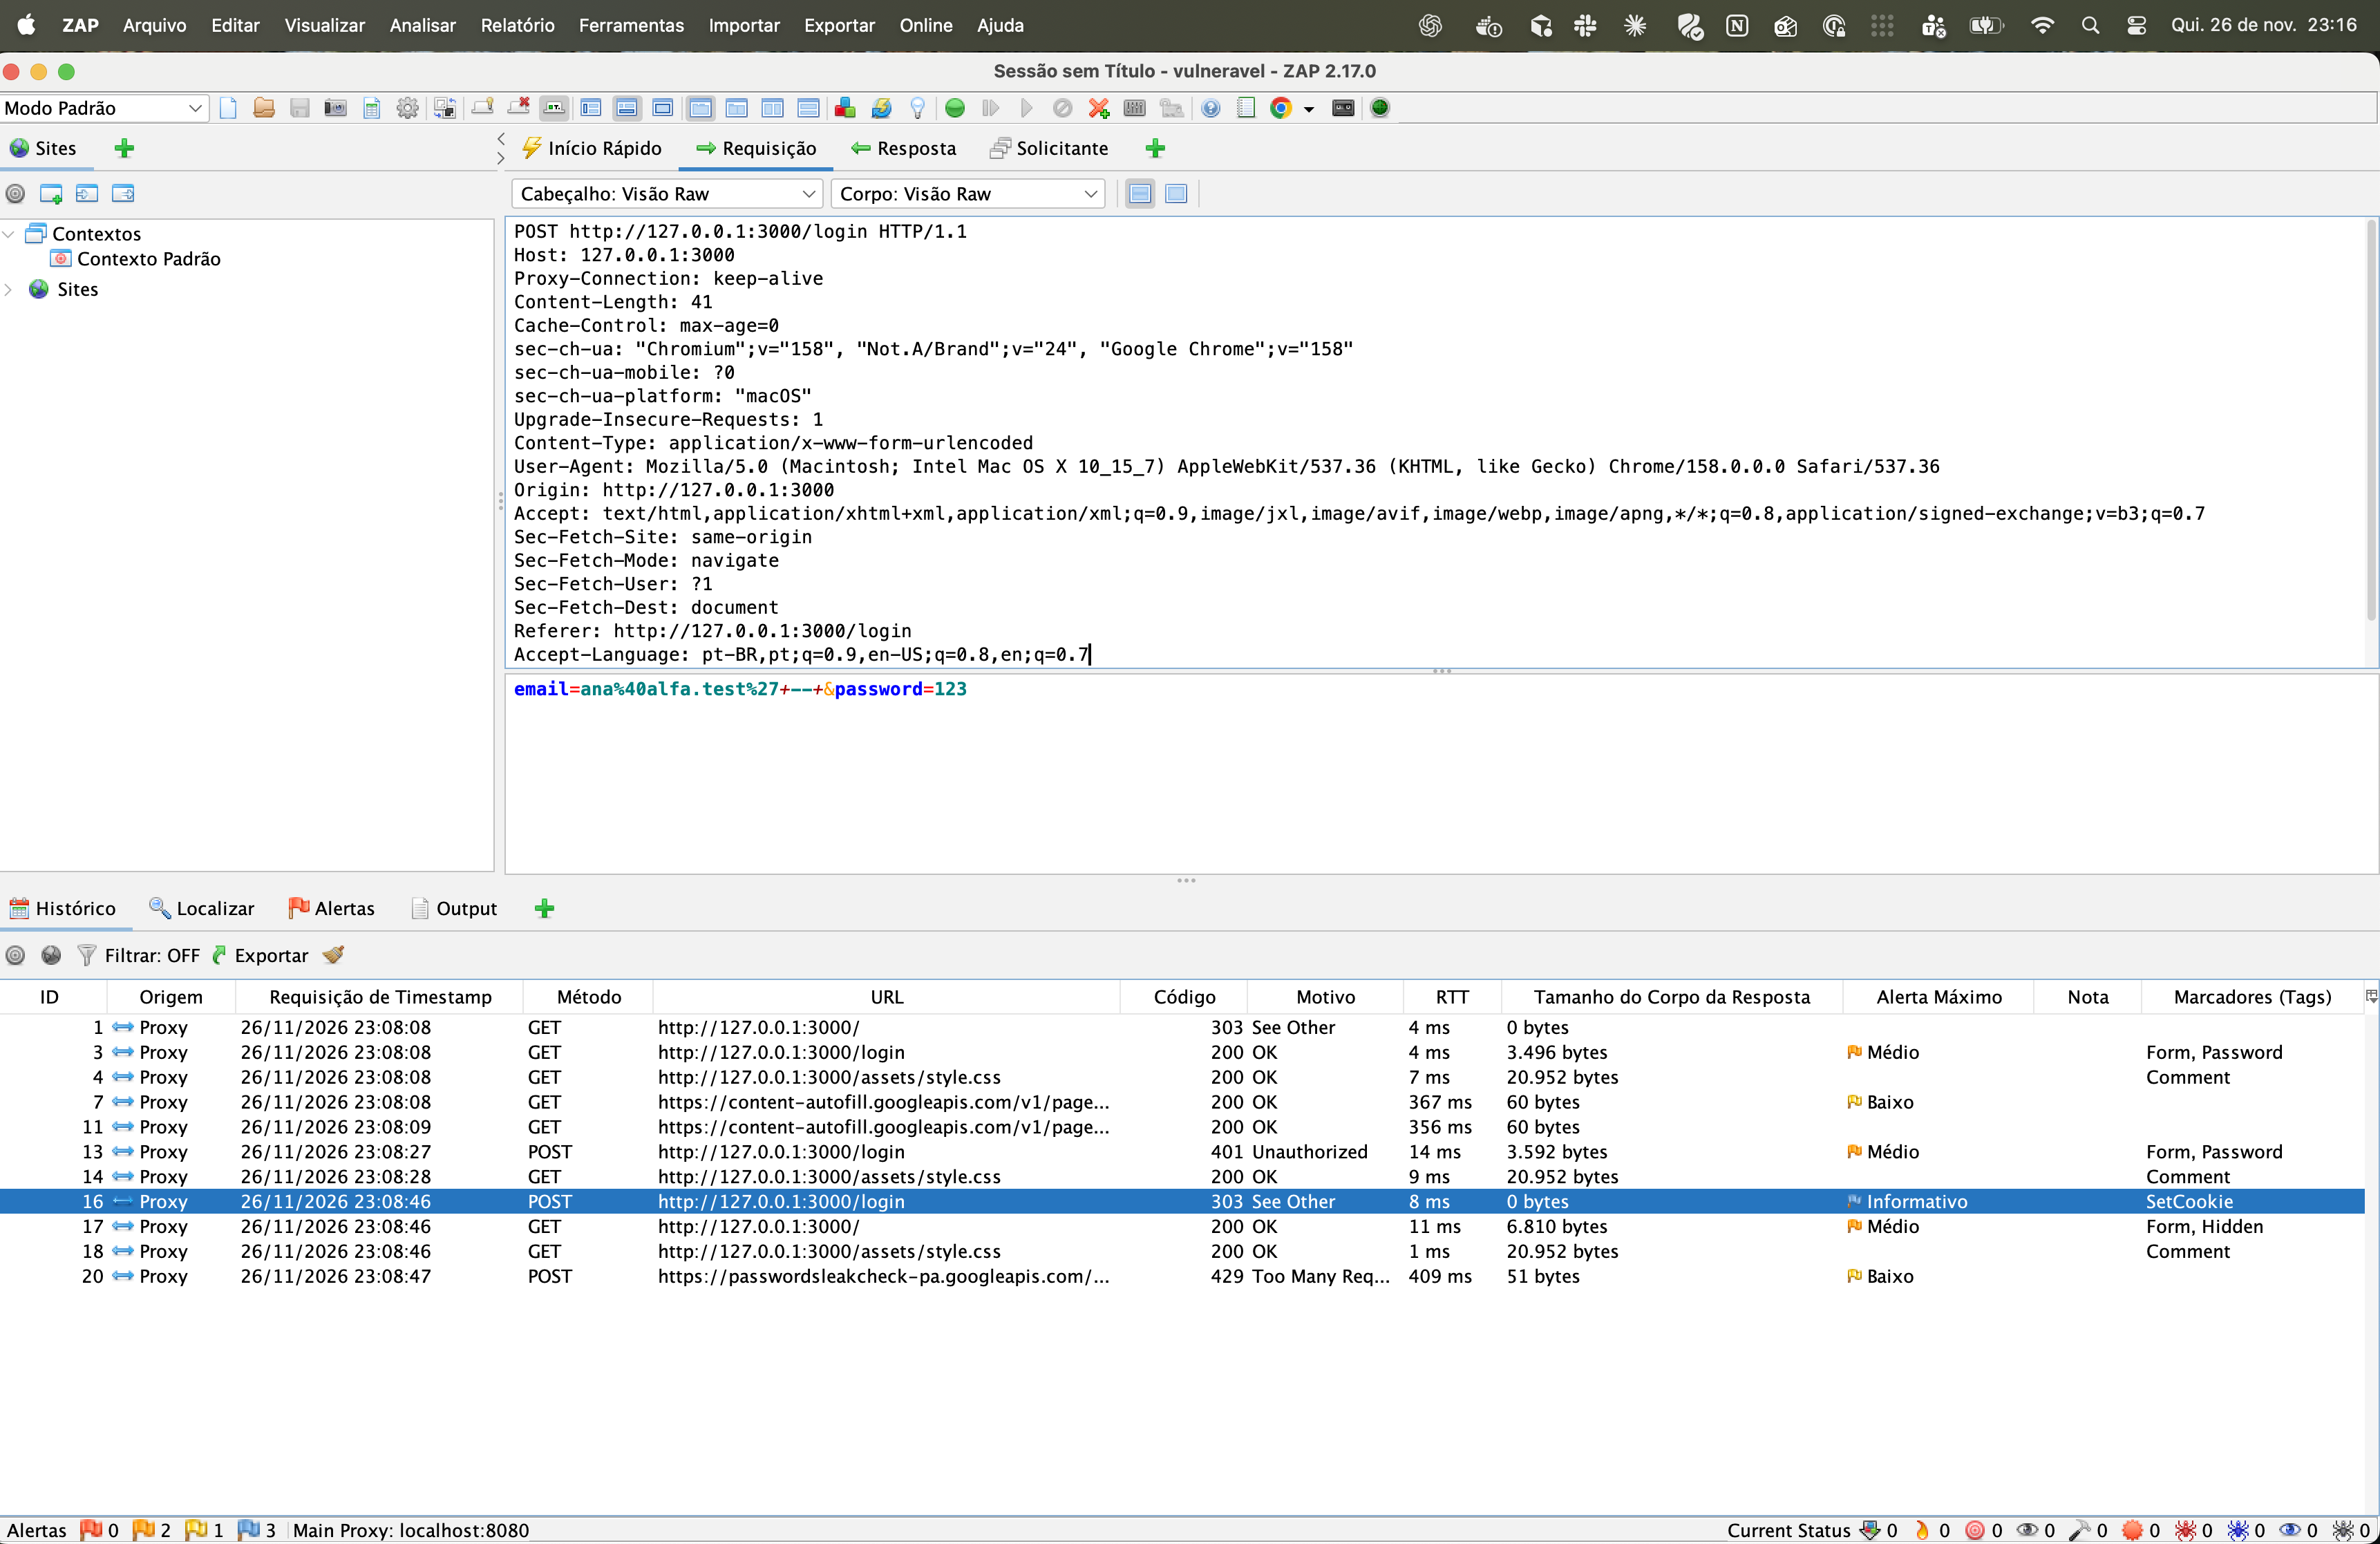 ZAP Arquivo Editar Visualizar Analisar Relatório Ferramentas Importar Exportar Online Ajuda Qui. 26 de nov. 23:16
Sessão sem Título - vulneravel - ZAP 2.17.0
Modo Padrão
Sites
Início Rápido Requisição Resposta Solicitante
Cabeçalho: Visão Raw Corpo: Visão Raw
Contextos
Contexto Padrão
Sites
POST http://127.0.0.1:3000/login HTTP/1.1
Host: 127.0.0.1:3000
Proxy-Connection: keep-alive
Content-Length: 41
Cache-Control: max-age=0
sec-ch-ua: "Chromium";v="158", "Not.A/Brand";v="24", "Google Chrome";v="158"
sec-ch-ua-mobile: ?0
sec-ch-ua-platform: "macOS"
Upgrade-Insecure-Requests: 1
Content-Type: application/x-www-form-urlencoded
User-Agent: Mozilla/5.0 (Macintosh; Intel Mac OS X 10_15_7) AppleWebKit/537.36 (KHTML, like Gecko) Chrome/158.0.0.0 Safari/537.36
Origin: http://127.0.0.1:3000
Accept: text/html,application/xhtml+xml,application/xml;q=0.9,image/jxl,image/avif,image/webp,image/apng,*/*;q=0.8,application/signed-exchange;v=b3;q=0.7
Sec-Fetch-Site: same-origin
Sec-Fetch-Mode: navigate
Sec-Fetch-User: ?1
Sec-Fetch-Dest: document
Referer: http://127.0.0.1:3000/login
Accept-Language: pt-BR,pt;q=0.9,en-US;q=0.8,en;q=0.7
email=ana%40alfa.test%27+--+&password=123
Histórico Localizar Alertas Output
Filtrar: OFF Exportar
ID Origem Requisição de Timestamp Método URL Código Motivo RTT Tamanho do Corpo da Resposta Alerta Máximo Nota Marcadores (Tags)
1 Proxy 26/11/2026 23:08:08 GET http://127.0.0.1:3000/ 303 See Other 4 ms 0 bytes
3 Proxy 26/11/2026 23:08:08 GET http://127.0.0.1:3000/login 200 OK 4 ms 3.496 bytes Médio Form, Password
4 Proxy 26/11/2026 23:08:08 GET http://127.0.0.1:3000/assets/style.css 200 OK 7 ms 20.952 bytes Comment
7 Proxy 26/11/2026 23:08:08 GET https://content-autofill.googleapis.com/v1/page... 200 OK 367 ms 60 bytes Baixo
11 Proxy 26/11/2026 23:08:09 GET https://content-autofill.googleapis.com/v1/page... 200 OK 356 ms 60 bytes
13 Proxy 26/11/2026 23:08:27 POST http://127.0.0.1:3000/login 401 Unauthorized 14 ms 3.592 bytes Médio Form, Password
14 Proxy 26/11/2026 23:08:28 GET http://127.0.0.1:3000/assets/style.css 200 OK 9 ms 20.952 bytes Comment
16 Proxy 26/11/2026 23:08:46 POST http://127.0.0.1:3000/login 303 See Other 8 ms 0 bytes Informativo SetCookie
17 Proxy 26/11/2026 23:08:46 GET http://127.0.0.1:3000/ 200 OK 11 ms 6.810 bytes Médio Form, Hidden
18 Proxy 26/11/2026 23:08:46 GET http://127.0.0.1:3000/assets/style.css 200 OK 1 ms 20.952 bytes Comment
20 Proxy 26/11/2026 23:08:47 POST https://passwordsleakcheck-pa.googleapis.com/... 429 Too Many Req... 409 ms 51 bytes Baixo
Alertas 0 2 1 3 Main Proxy: localhost:8080 Current Status 0 0 0 0 0 0 0 0 0 0